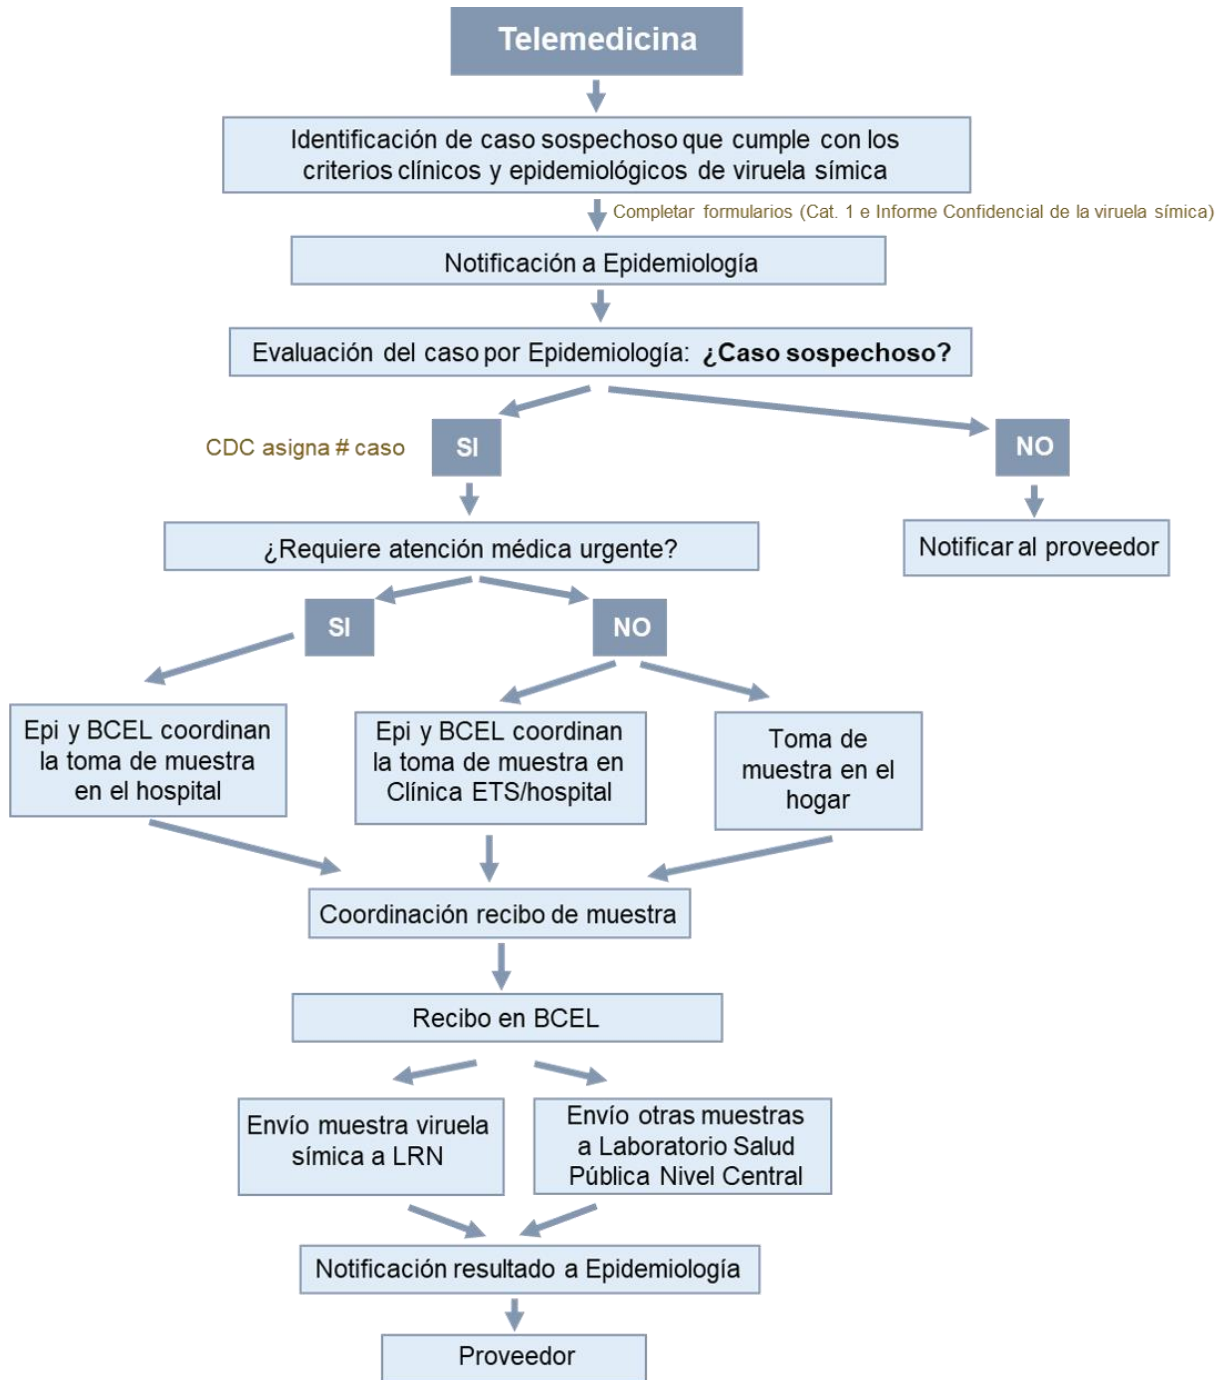 Telemedicina
Identificación de caso sospechoso que cumple con los
criterios clínicos y epidemiológicos de viruela símica
Completar formularios (Cat. 1 e Informe Confidencial de la viruela símica)
Notificación a Epidemiología
Evaluación del caso por Epidemiología: ¿Caso sospechoso?
CDC asigna # caso
SI
NO
¿Requiere atención médica urgente?
Notificar al proveedor
SI
NO
Epi y BCEL coordinan
la toma de muestra
en el hospital
Epi y BCEL coordinan
la toma de muestra en
Clínica ETS/hospital
Toma de
muestra en el
hogar
Coordinación recibo de muestra
Recibo en BCEL
Envío muestra viruela
símica a LRN
Envío otras muestras
a Laboratorio Salud
Pública Nivel Central
Notificación resultado a Epidemiología
Proveedor